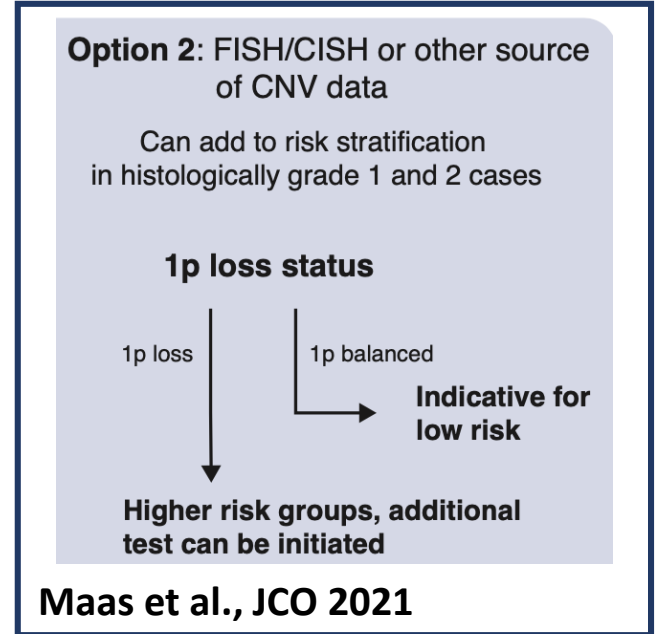 Option 2: FISH/CISH or other source
of CNV data
Can add to risk stratification
in histologically grade 1 and 2 cases
1p loss status
1p loss
1p balanced
Indicative for
low risk
Higher risk groups, additional
test can be initiated
Maas et al., JCO 2021